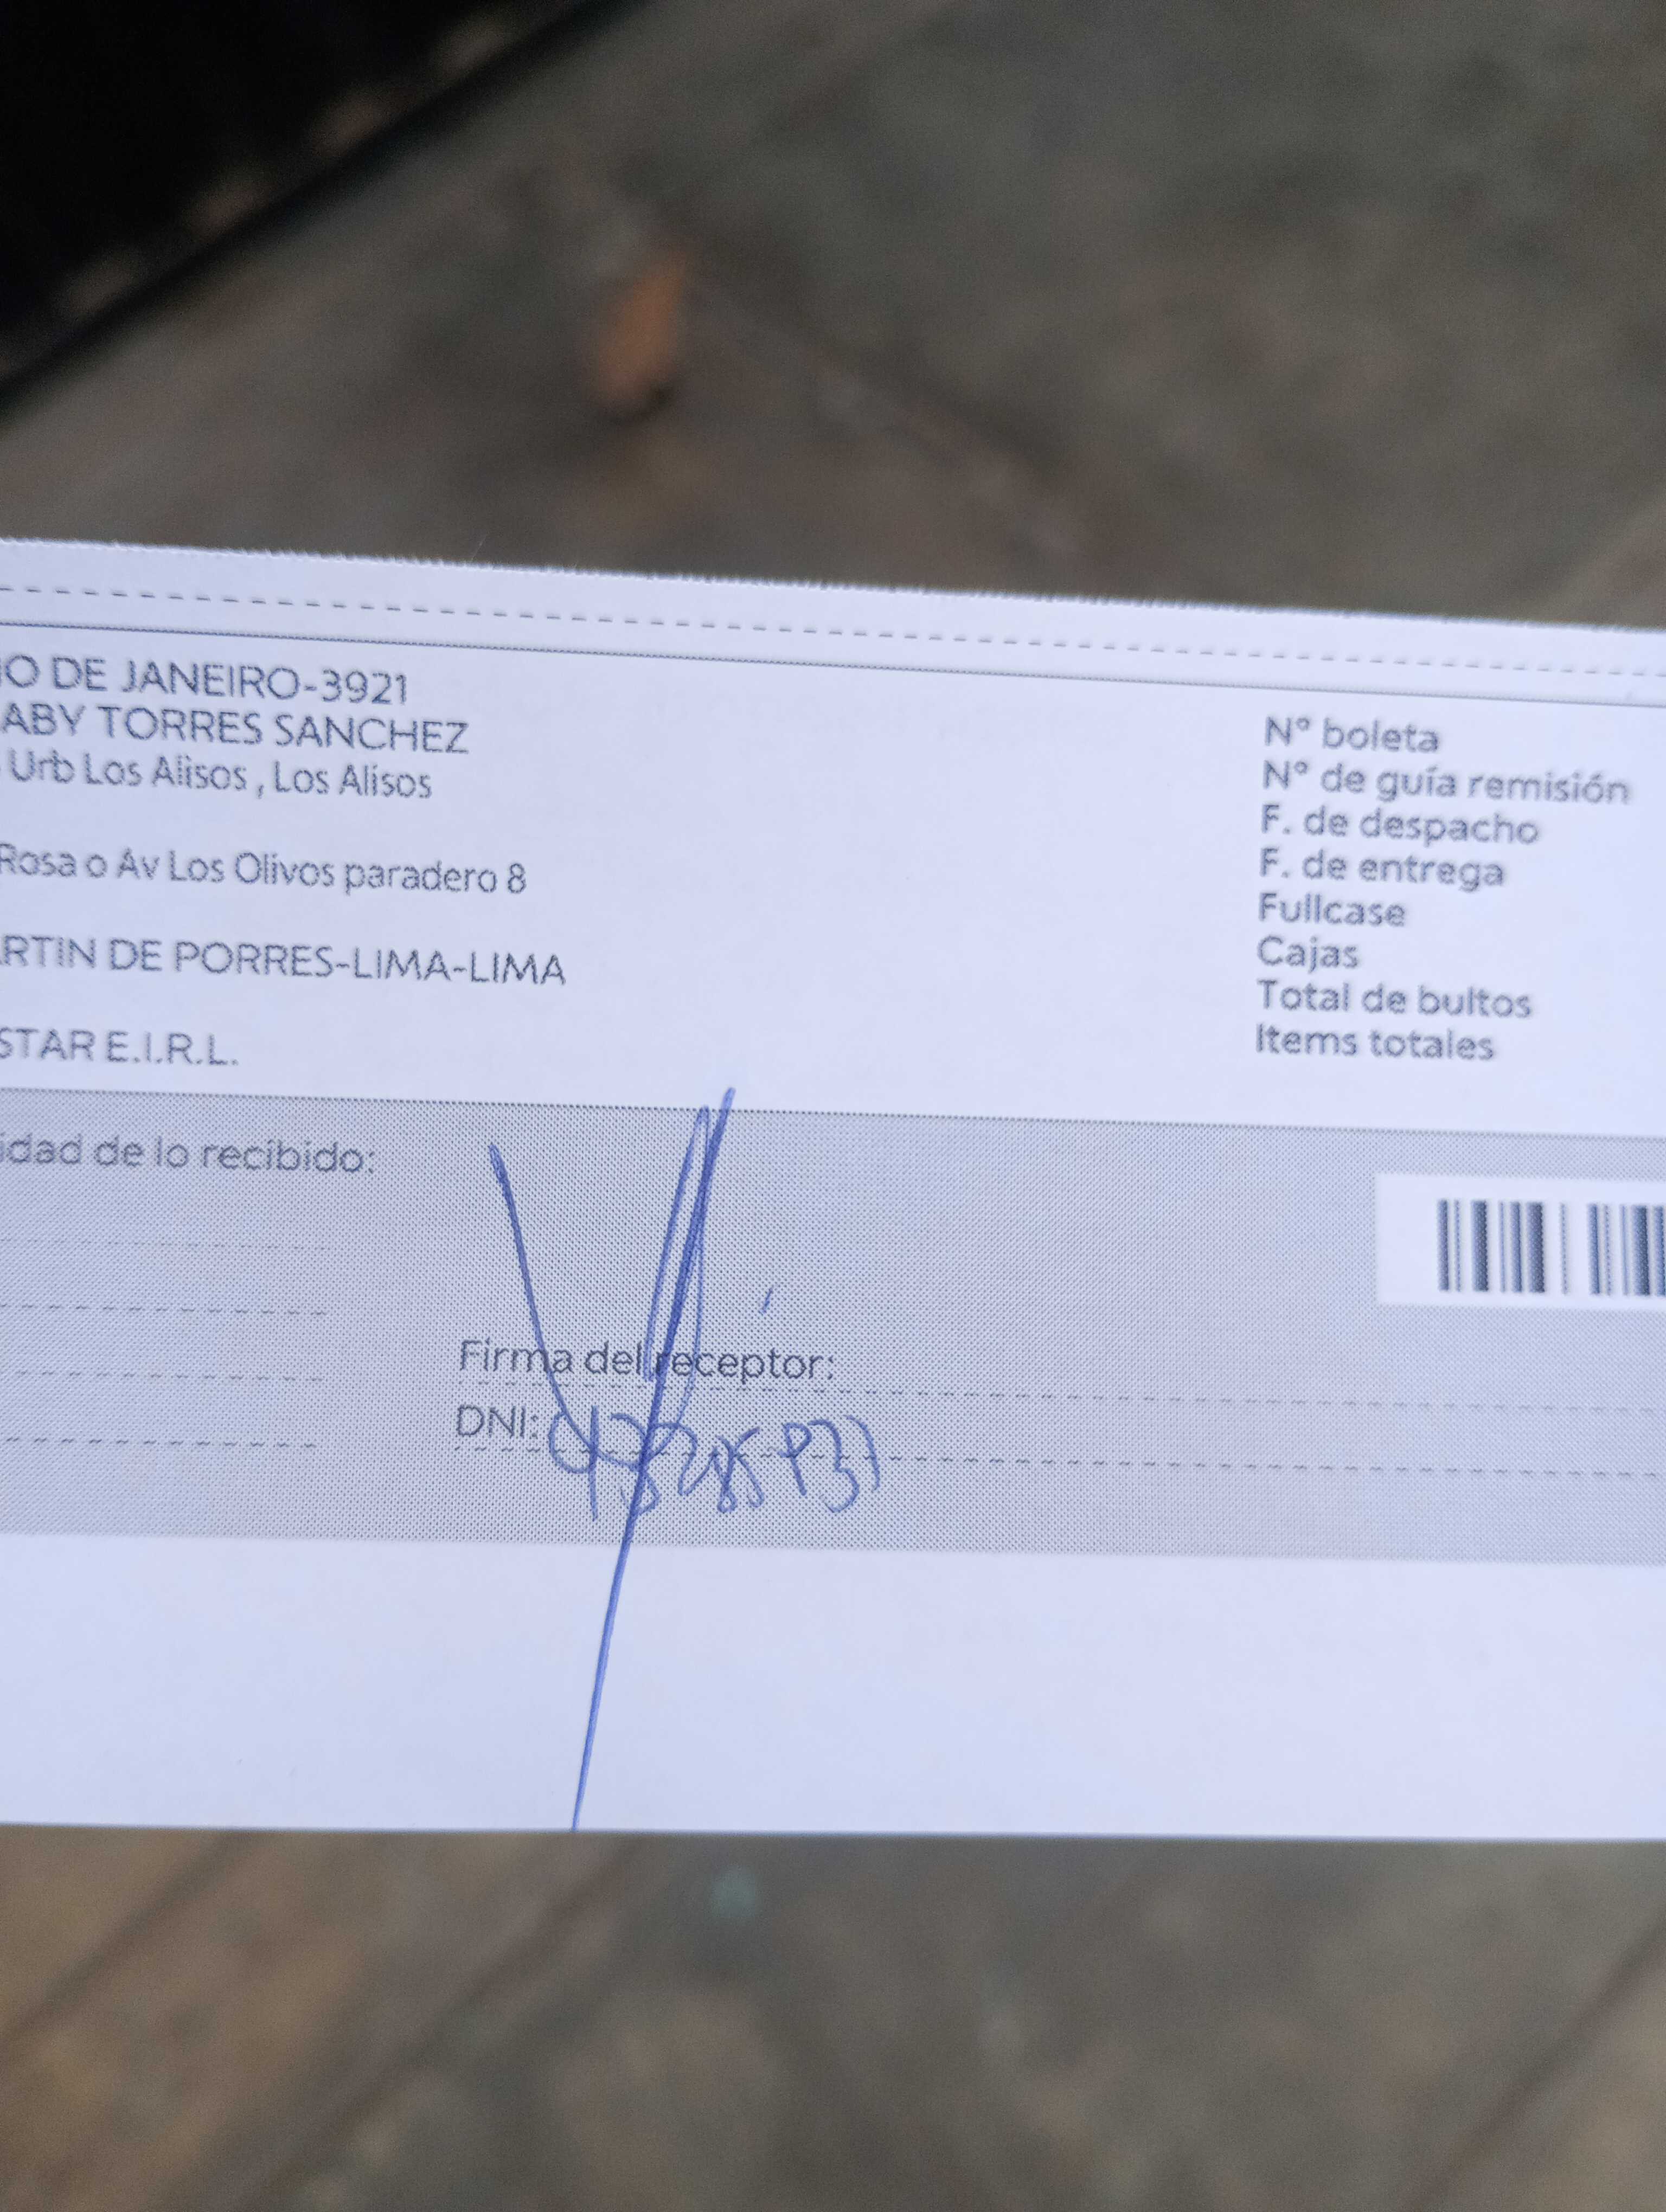 IO DE JANEIRO-3921
ABY TORRES SANCHEZ
Urb Los Alisos , Los Alisos
Rosa o Av Los Olivos paradero 8
RTIN DE PORRES-LIMA-LIMA
STAR E.I.R.L.
N° boleta
N° de guía remisión
F. de despacho
F. de entrega
Fullcase
Cajas
Total de bultos
Items totales
idad de lo recibido:
Firma del receptor:
DNI: